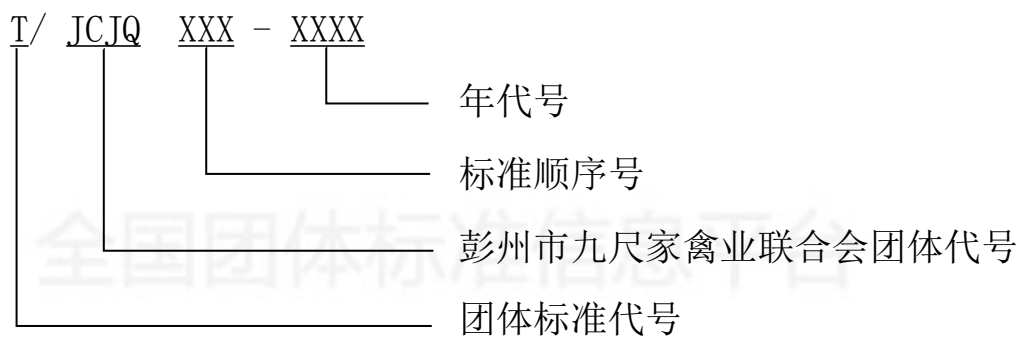 T/ JCJQ XXX - XXXX
年代号
标准顺序号
彭州市九尺家禽业联合会团体代号
团体标准代号
全国团体标准信息平台